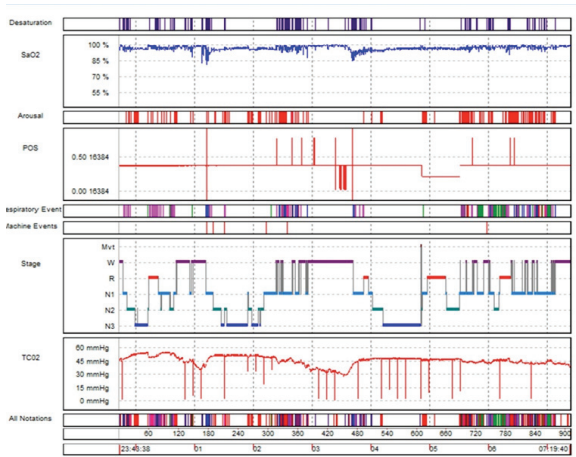 Desaturation
SaO2
100 %
85 %
70 %
55 %
Arousal
POS
0.50 16384
0.00 16384
espiratory Event
Machine Events
Stage
Mvt
W
R
N1
N2
N3
TC02
60 mmHg
45 mmHg
30 mmHg
15 mmHg
0 mmHg
All Notations
60 120 180 240 300 360 420 480 540 600 660 720 780 840 900
23:43:38 01 02 03 04 05 06 07:19:40